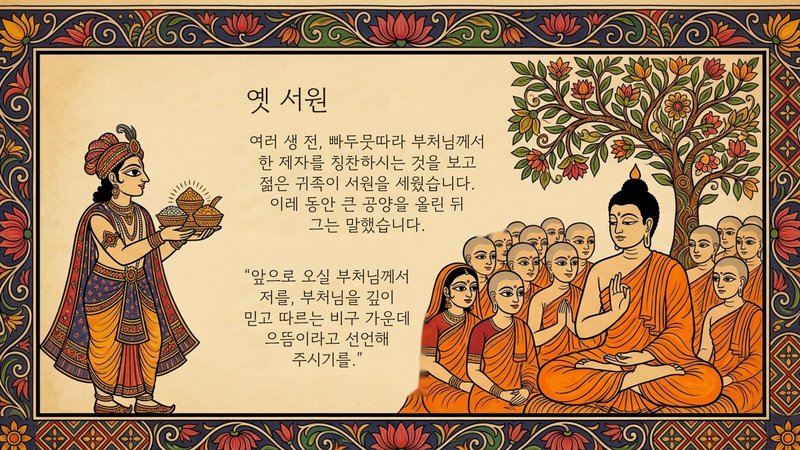 옛 서원
여러 생 전, 빠두뭇따라 부처님께서
한 제자를 칭찬하시는 것을 보고
젊은 귀족이 서원을 세웠습니다.
이레 동안 큰 공양을 올린 뒤
그는 말했습니다.
“앞으로 오실 부처님께서
저를, 부처님을 깊이
믿고 따르는 비구 가운데
으뜸이라고 선언해
주시기를.”